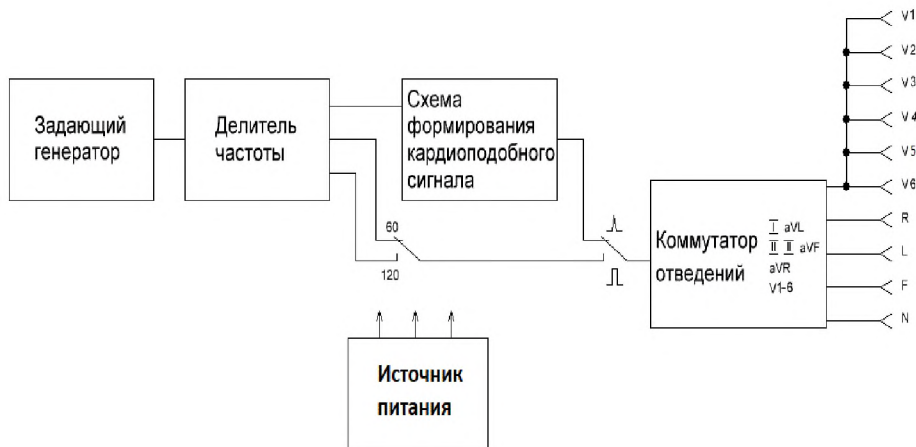 Задающий
генератор
Делитель
частоты
Схема
формирования
кардиоподобного
сигнала
60
120
Источник
питания
Коммутатор
отведений
I aVL
II II aVF
aVR
V1-6
V1
V2
V3
V4
V5
V6
R
L
F
N